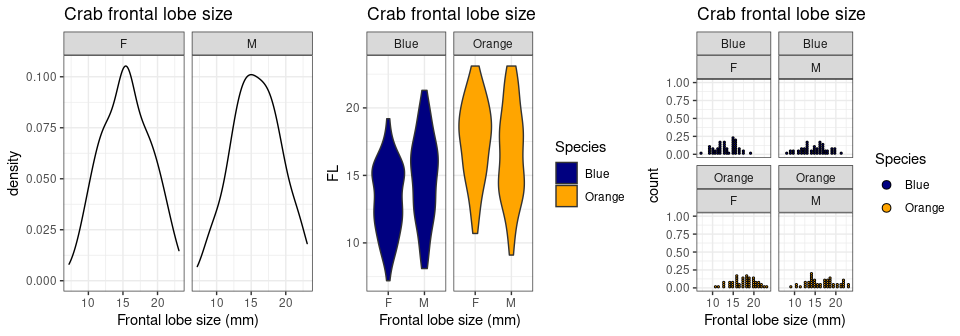 Crab frontal lobe size
F M
0.100
0.075
0.050
0.025
0.000
density
10 15 20 10 15 20
Frontal lobe size (mm)
Crab frontal lobe size
Blue Orange
20
15
10
FL
F M F M
Frontal lobe size (mm)
Species
Blue
Orange
Crab frontal lobe size
Blue Blue
F M
1.00
0.75
0.50
0.25
0.00
Orange Orange
F M
1.00
0.75
0.50
0.25
0.00
count
10 15 20 10 15 20
Frontal lobe size (mm)
Species
Blue
Orange